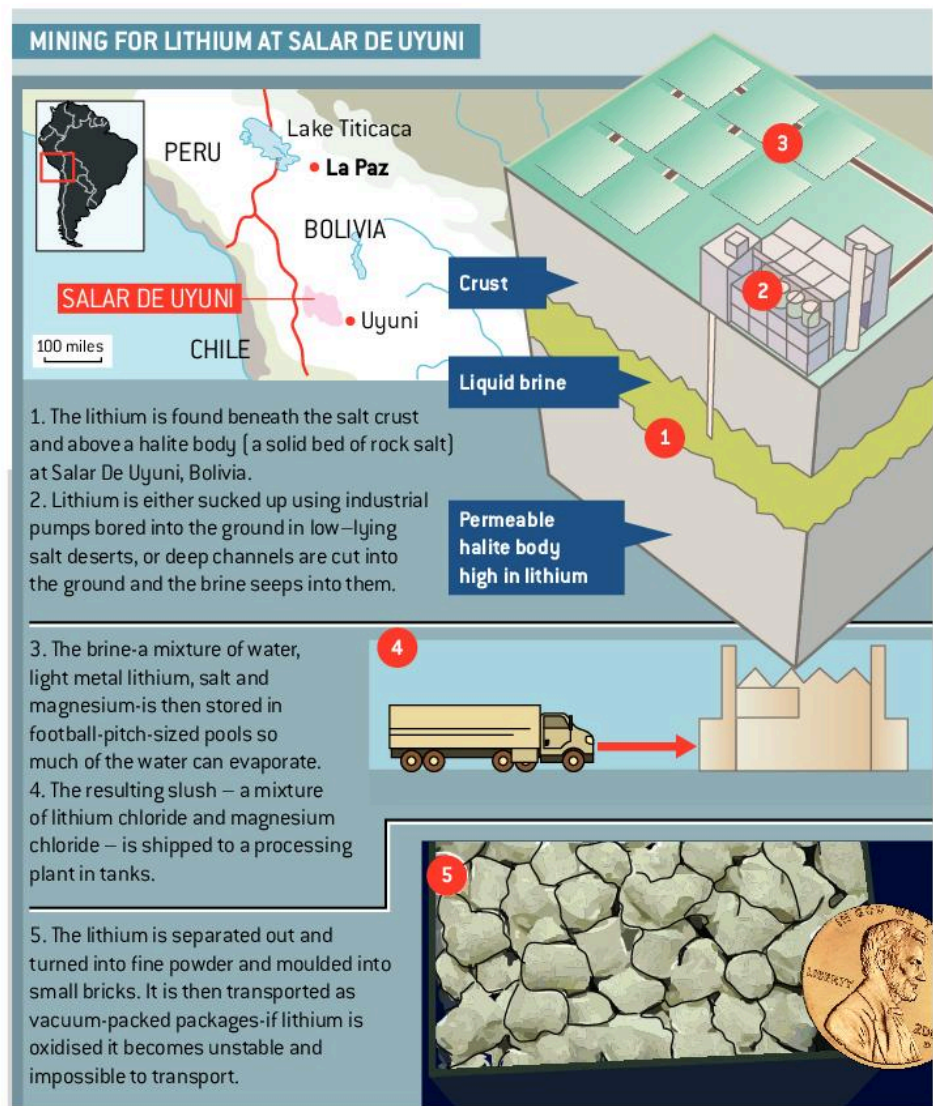 MINING FOR LITHIUM AT SALAR DE UYUNI
Lake Titicaca
PERU
La Paz
BOLIVIA
SALAR DE UYUNI
Uyuni
100 miles
CHILE
3
2
Crust
Liquid brine
1
Permeable
halite body
high in lithium
1. The lithium is found beneath the salt crust
and above a halite body (a solid bed of rock salt)
at Salar De Uyuni, Bolivia.
2. Lithium is either sucked up using industrial
pumps bored into the ground in low–lying
salt deserts, or deep channels are cut into
the ground and the brine seeps into them.
3. The brine-a mixture of water,
light metal lithium, salt and
magnesium-is then stored in
football-pitch-sized pools so
much of the water can evaporate.
4. The resulting slush – a mixture
of lithium chloride and magnesium
chloride – is shipped to a processing
plant in tanks.
4
5. The lithium is separated out and
turned into fine powder and moulded into
small bricks. It is then transported as
vacuum-packed packages-if lithium is
oxidised it becomes unstable and
impossible to transport.
5
IN GOD WE
LIBERTY